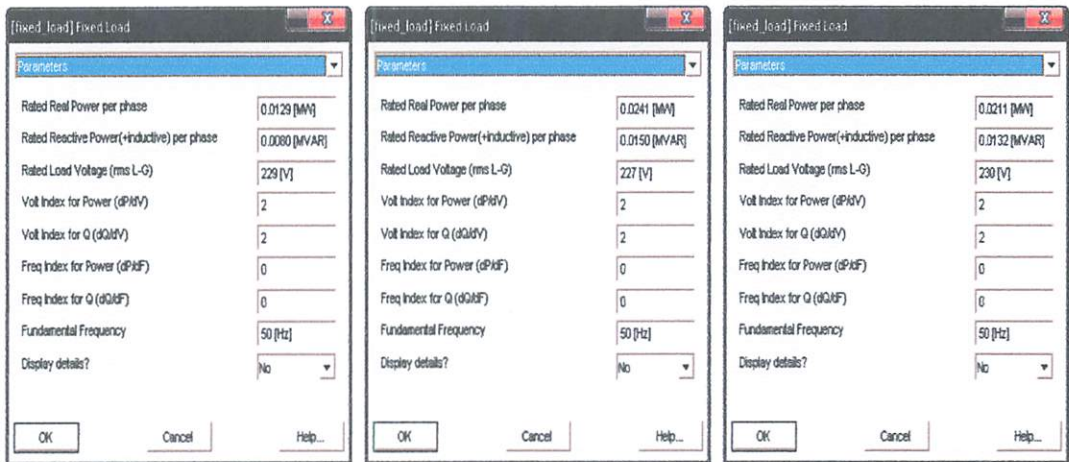 [fixed_load] Fixed Load
Parameters
Rated Real Power per phase 0.0129 [MW]
Rated Reactive Power(+inductive) per phase 0.0080 [MVAR]
Rated Load Voltage (rms L-G) 229 [V]
Volt Index for Power (dP/dV) 2
Volt Index for Q (dQ/dV) 2
Freq Index for Power (dP/dF) 0
Freq Index for Q (dQ/dF) 0
Fundamental Frequency 50 [Hz]
Display details? No
OK Cancel Help...
[fixed_load] Fixed Load
Parameters
Rated Real Power per phase 0.0241 [MW]
Rated Reactive Power(+inductive) per phase 0.0150 [MVAR]
Rated Load Voltage (rms L-G) 227 [V]
Volt Index for Power (dP/dV) 2
Volt Index for Q (dQ/dV) 2
Freq Index for Power (dP/dF) 0
Freq Index for Q (dQ/dF) 0
Fundamental Frequency 50 [Hz]
Display details? No
OK Cancel Help...
[fixed_load] Fixed Load
Parameters
Rated Real Power per phase 0.0211 [MW]
Rated Reactive Power(+inductive) per phase 0.0132 [MVAR]
Rated Load Voltage (rms L-G) 230 [V]
Volt Index for Power (dP/dV) 2
Volt Index for Q (dQ/dV) 2
Freq Index for Power (dP/dF) 0
Freq Index for Q (dQ/dF) 0
Fundamental Frequency 50 [Hz]
Display details? No
OK Cancel Help...